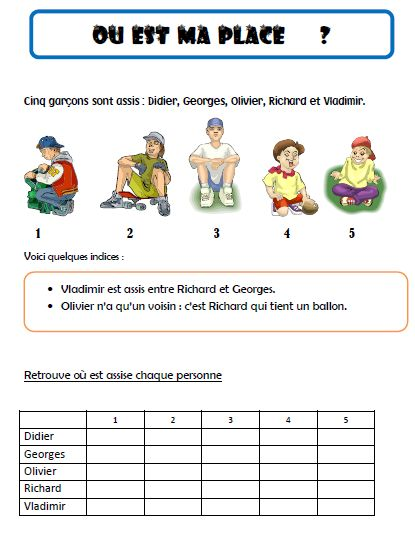 OU EST MA PLACE ?
Cinq garçons sont assis : Didier, Georges, Olivier, Richard et Vladimir.
1 2 3 4 5
Voici quelques indices :
• Vladimir est assis entre Richard et Georges.
• Olivier n'a qu'un voisin : c'est Richard qui tient un ballon.
Retrouve où est assise chaque personne
1 2 3 4 5
Didier
Georges
Olivier
Richard
Vladimir